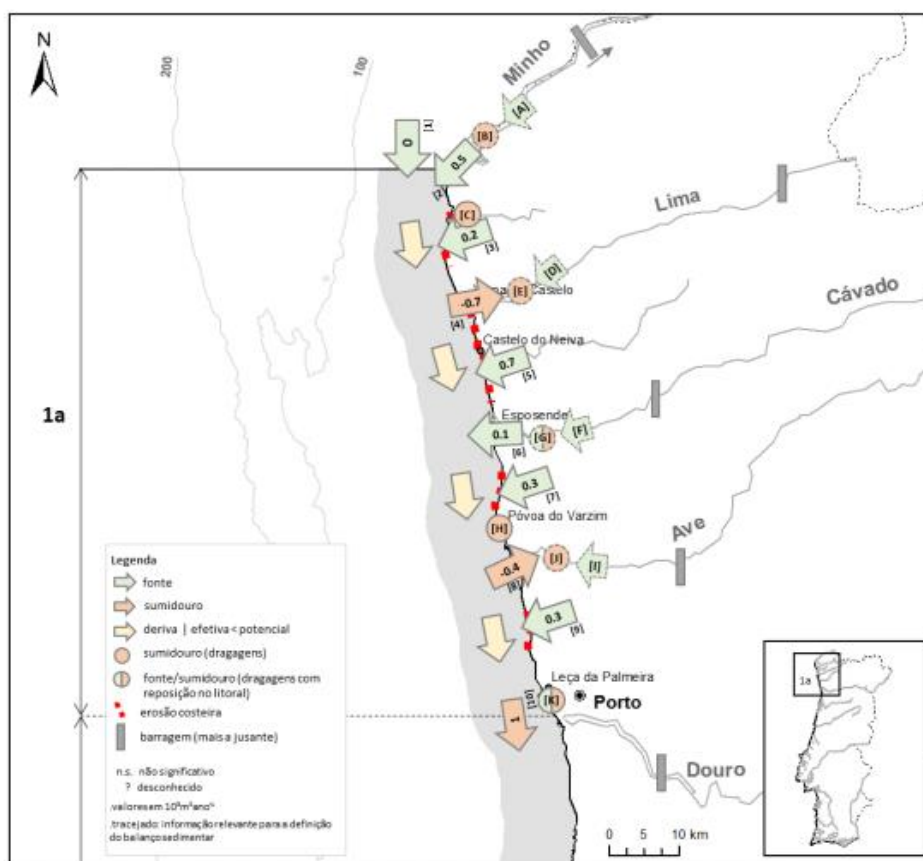 N
200
100
Minho
[A]
[B]
[1]
0
0.5
[2]
[C]
0.2
[3]
Lima
[D]
[E]
-0.7
[4]
Castelo
Cávado
Castelo do Neiva
0.7
[5]
1a
Esposende
0.1
[6]
[G]
[F]
0.3
[7]
Póvoa do Varzim
[H]
Ave
-0.4
[8]
[J]
[I]
0.3
[9]
Leça da Palmeira
[K]
Porto
[10]
1
Douro
0 5 10 km
1a
Legenda
fonte
sumidouro
deriva | efetiva < potencial
sumidouro (dragagens)
fonte/sumidouro (dragagens com
reposição no litoral)
erosão costeira
barragem (mais a jusante)
n.s. não significativo
? desconhecido
.tracejado: informação relevante para a definição
do balanço sedimentar